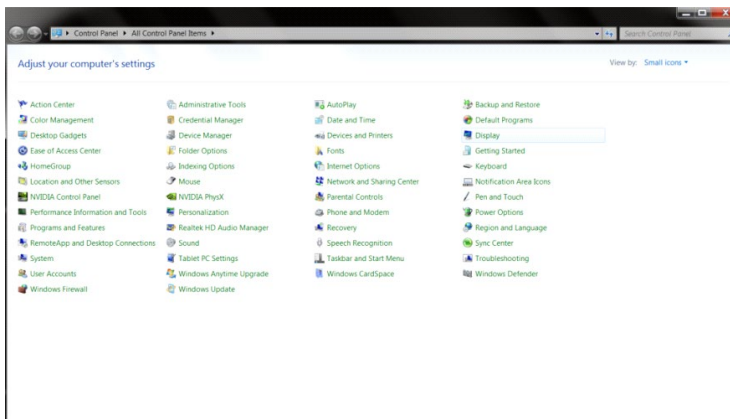 Control Panel ▸ All Control Panel Items ▸ Search Control Panel
Adjust your computer's settings View by: Small icons
Action Center Administrative Tools AutoPlay Backup and Restore
Color Management Credential Manager Date and Time Default Programs
Desktop Gadgets Device Manager Devices and Printers Display
Ease of Access Center Folder Options Fonts Getting Started
HomeGroup Indexing Options Internet Options Keyboard
Location and Other Sensors Mouse Network and Sharing Center Notification Area Icons
NVIDIA Control Panel NVIDIA PhysX Parental Controls Pen and Touch
Performance Information and Tools Personalization Phone and Modem Power Options
Programs and Features Realtek HD Audio Manager Recovery Region and Language
RemoteApp and Desktop Connections Sound Speech Recognition Sync Center
System Tablet PC Settings Taskbar and Start Menu Troubleshooting
User Accounts Windows Anytime Upgrade Windows CardSpace Windows Defender
Windows Firewall Windows Update